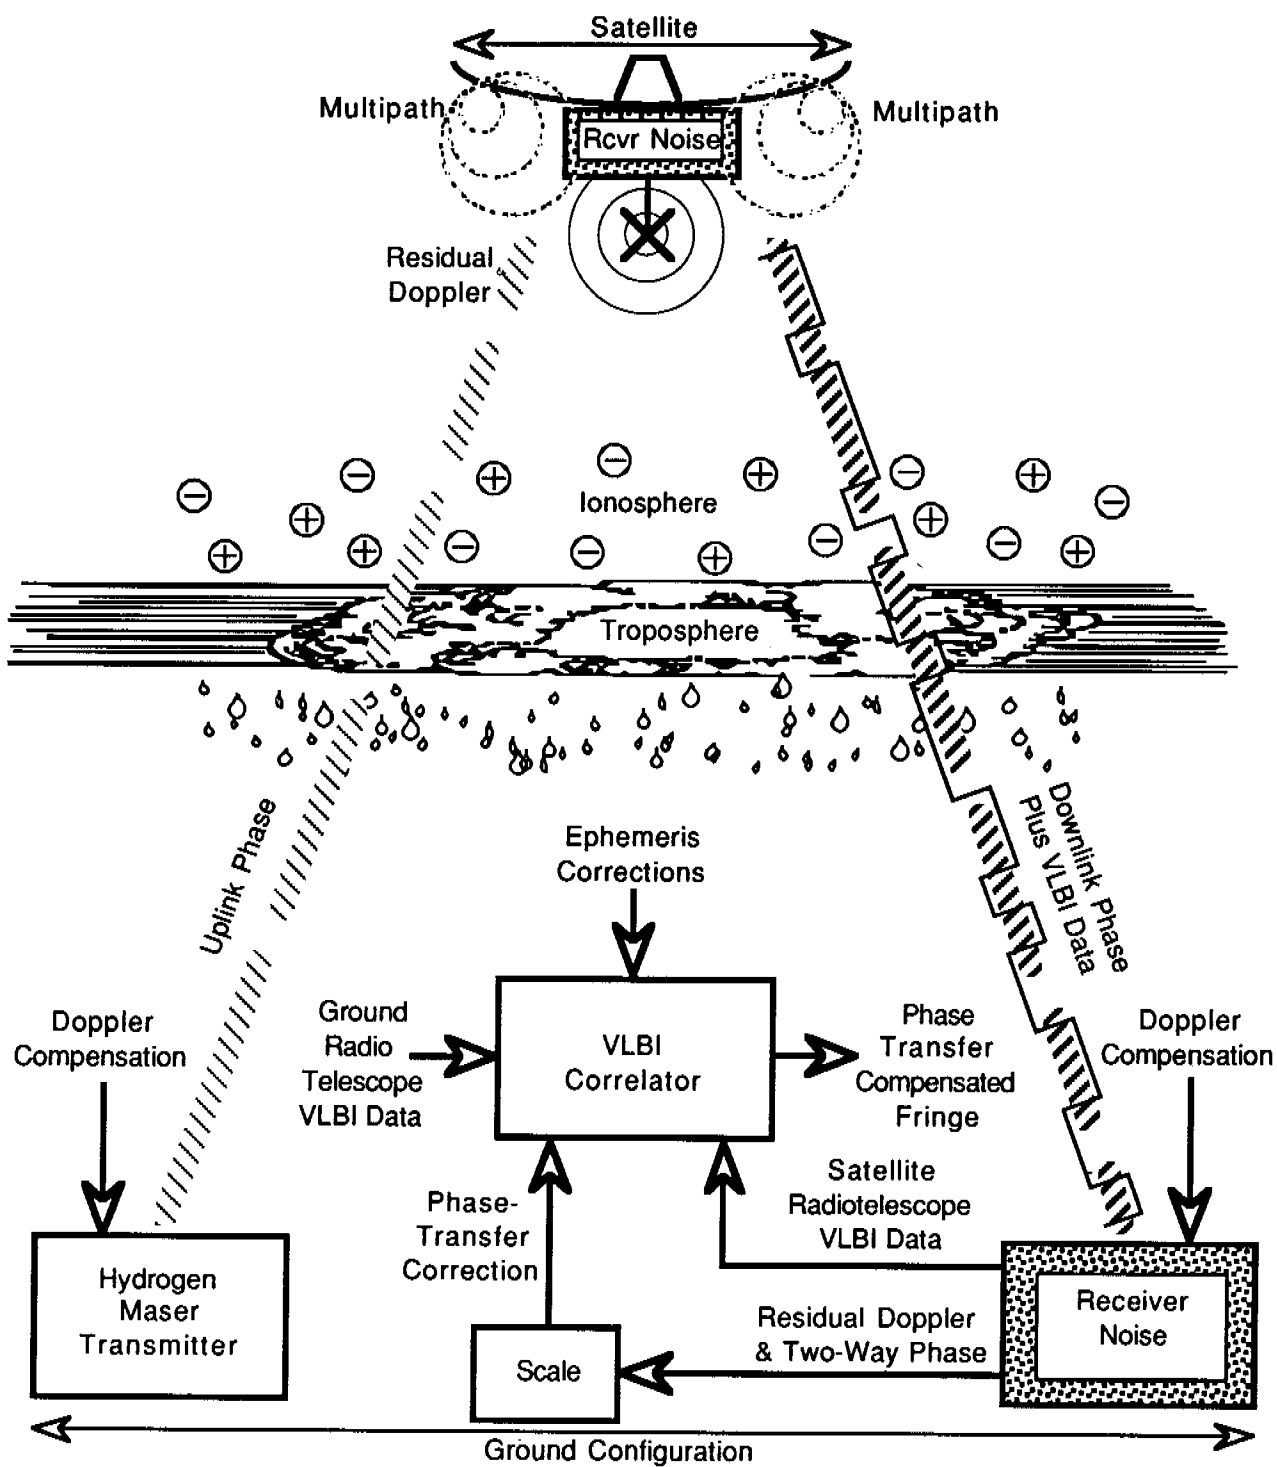 Satellite
Multipath
Multipath
Rcvr Noise
Residual
Doppler
Ionosphere
Troposphere
Uplink Phase
Downlink Phase
Plus VLBI Data
Ephemeris
Corrections
Doppler
Compensation
Ground
Radio
Telescope
VLBI Data
VLBI
Correlator
Phase
Transfer
Compensated
Fringe
Doppler
Compensation
Phase-
Transfer
Correction
Satellite
Radiotelescope
VLBI Data
Hydrogen
Maser
Transmitter
Scale
Residual Doppler
& Two-Way Phase
Receiver
Noise
Ground Configuration